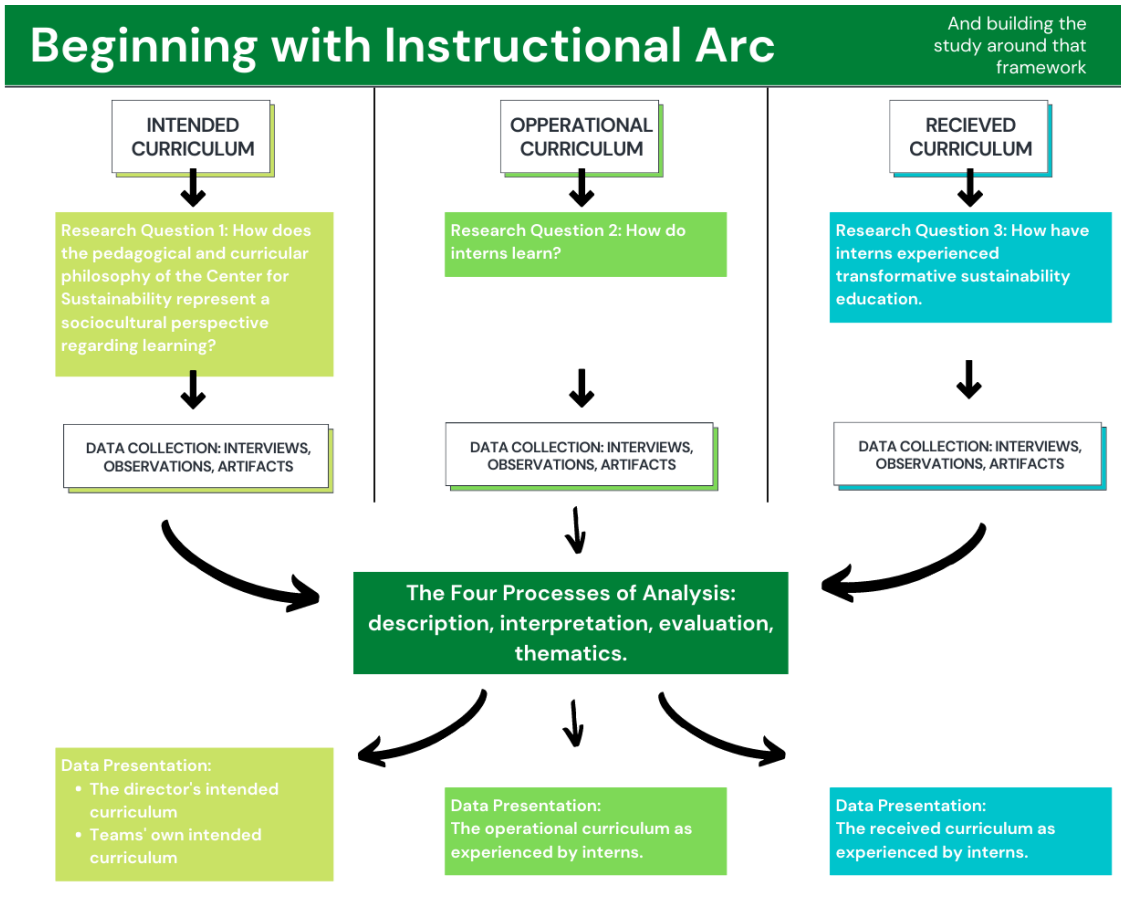 Beginning with Instructional Arc
And building the
study around that
framework
INTENDED
CURRICULUM
OPPERATIONAL
CURRICULUM
RECIEVED
CURRICULUM
Research Question 1: How does
the pedagogical and curricular
philosophy of the Center for
Sustainability represent a
sociocultural perspective
regarding learning?
Research Question 2: How do
interns learn?
Research Question 3: How have
interns experienced
transformative sustainability
education.
DATA COLLECTION: INTERVIEWS,
OBSERVATIONS, ARTIFACTS
DATA COLLECTION: INTERVIEWS,
OBSERVATIONS, ARTIFACTS
DATA COLLECTION: INTERVIEWS,
OBSERVATIONS, ARTIFACTS
The Four Processes of Analysis:
description, interpretation, evaluation,
thematics.
Data Presentation:
• The director's intended
curriculum
• Teams' own intended
curriculum
Data Presentation:
The operational curriculum as
experienced by interns.
Data Presentation:
The received curriculum as
experienced by interns.